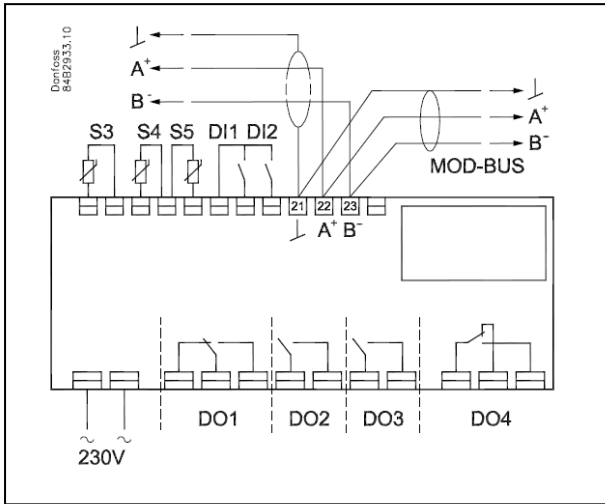 Danfoss
84B2933.10
A+
B-
A+
B-
MOD-BUS
S3 S4 S5 DI1 DI2
21 22 23
A+ B-
DO1 DO2 DO3 DO4
~ ~
230V